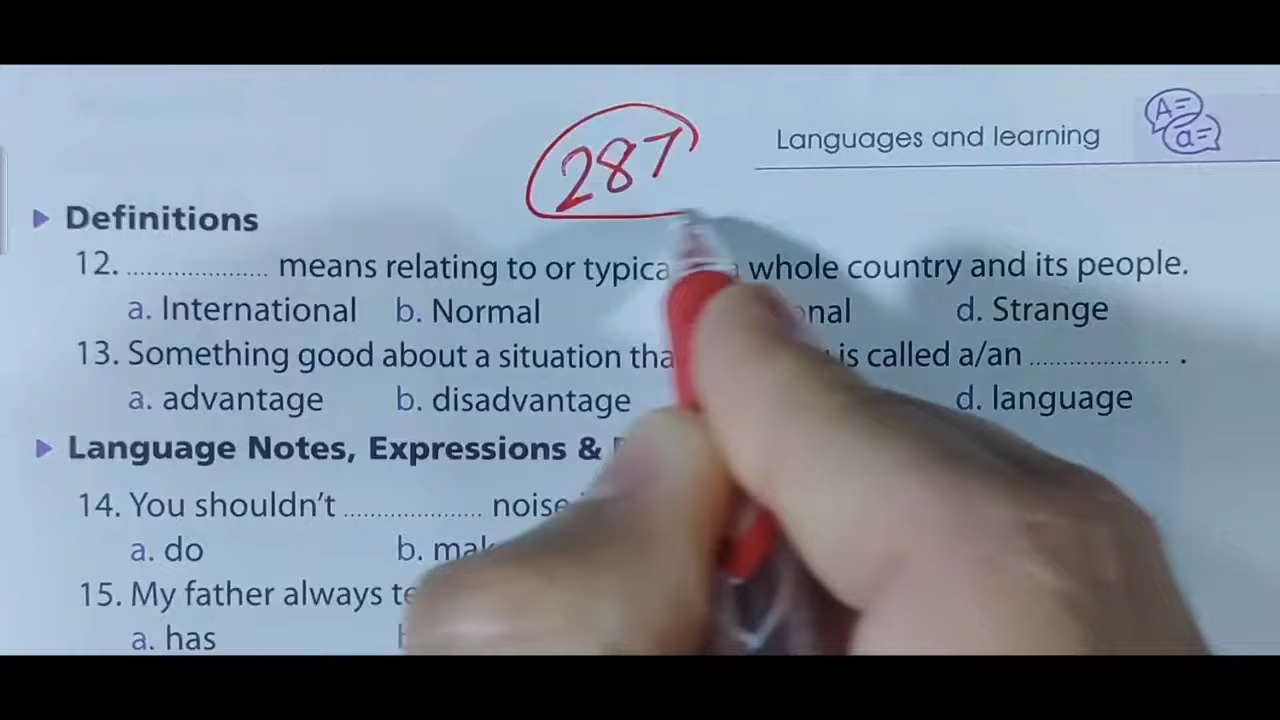 287
Languages and learning
A=
a=
Definitions
12. .................... means relating to or typica whole country and its people.
a. International b. Normal onal d. Strange
13. Something good about a situation tha is called a/an .................... .
a. advantage b. disadvantage d. language
Language Notes, Expressions &
14. You shouldn't .................... noise
a. do b. mak
15. My father always te
a. has